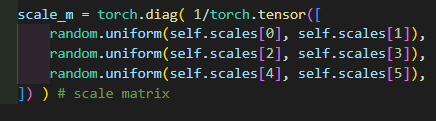 scale_m = torch.diag( 1/torch.tensor([
    random.uniform(self.scales[0], self.scales[1]),
    random.uniform(self.scales[2], self.scales[3]),
    random.uniform(self.scales[4], self.scales[5]),
]) ) # scale matrix